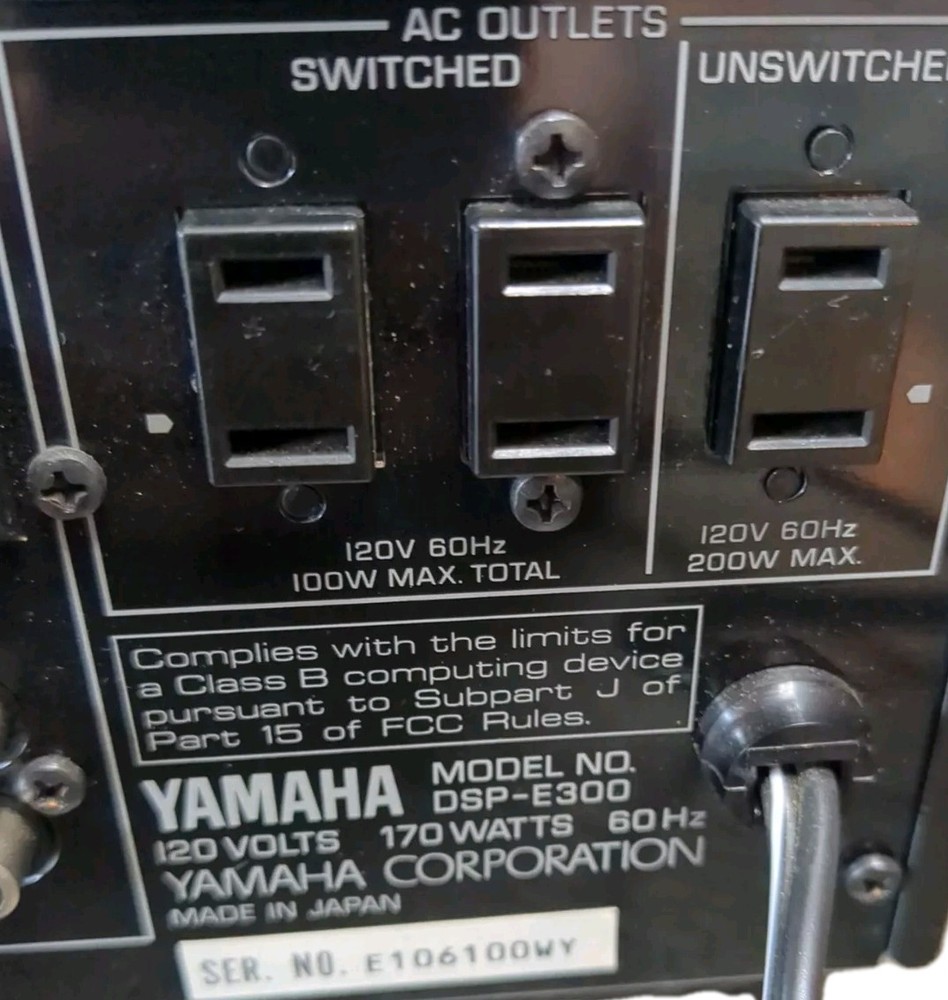 AC OUTLETS
SWITCHED
UNSWITCHE
120V 60Hz
100W MAX. TOTAL
120V 60Hz
200W MAX.
Complies with the limits for
a Class B computing device
pursuant to Subpart J of
Part 15 of FCC Rules.
YAMAHA
MODEL NO.
DSP-E300
120 VOLTS 170 WATTS 60 Hz
YAMAHA CORPORATION
MADE IN JAPAN
SER. NO. E106100WY